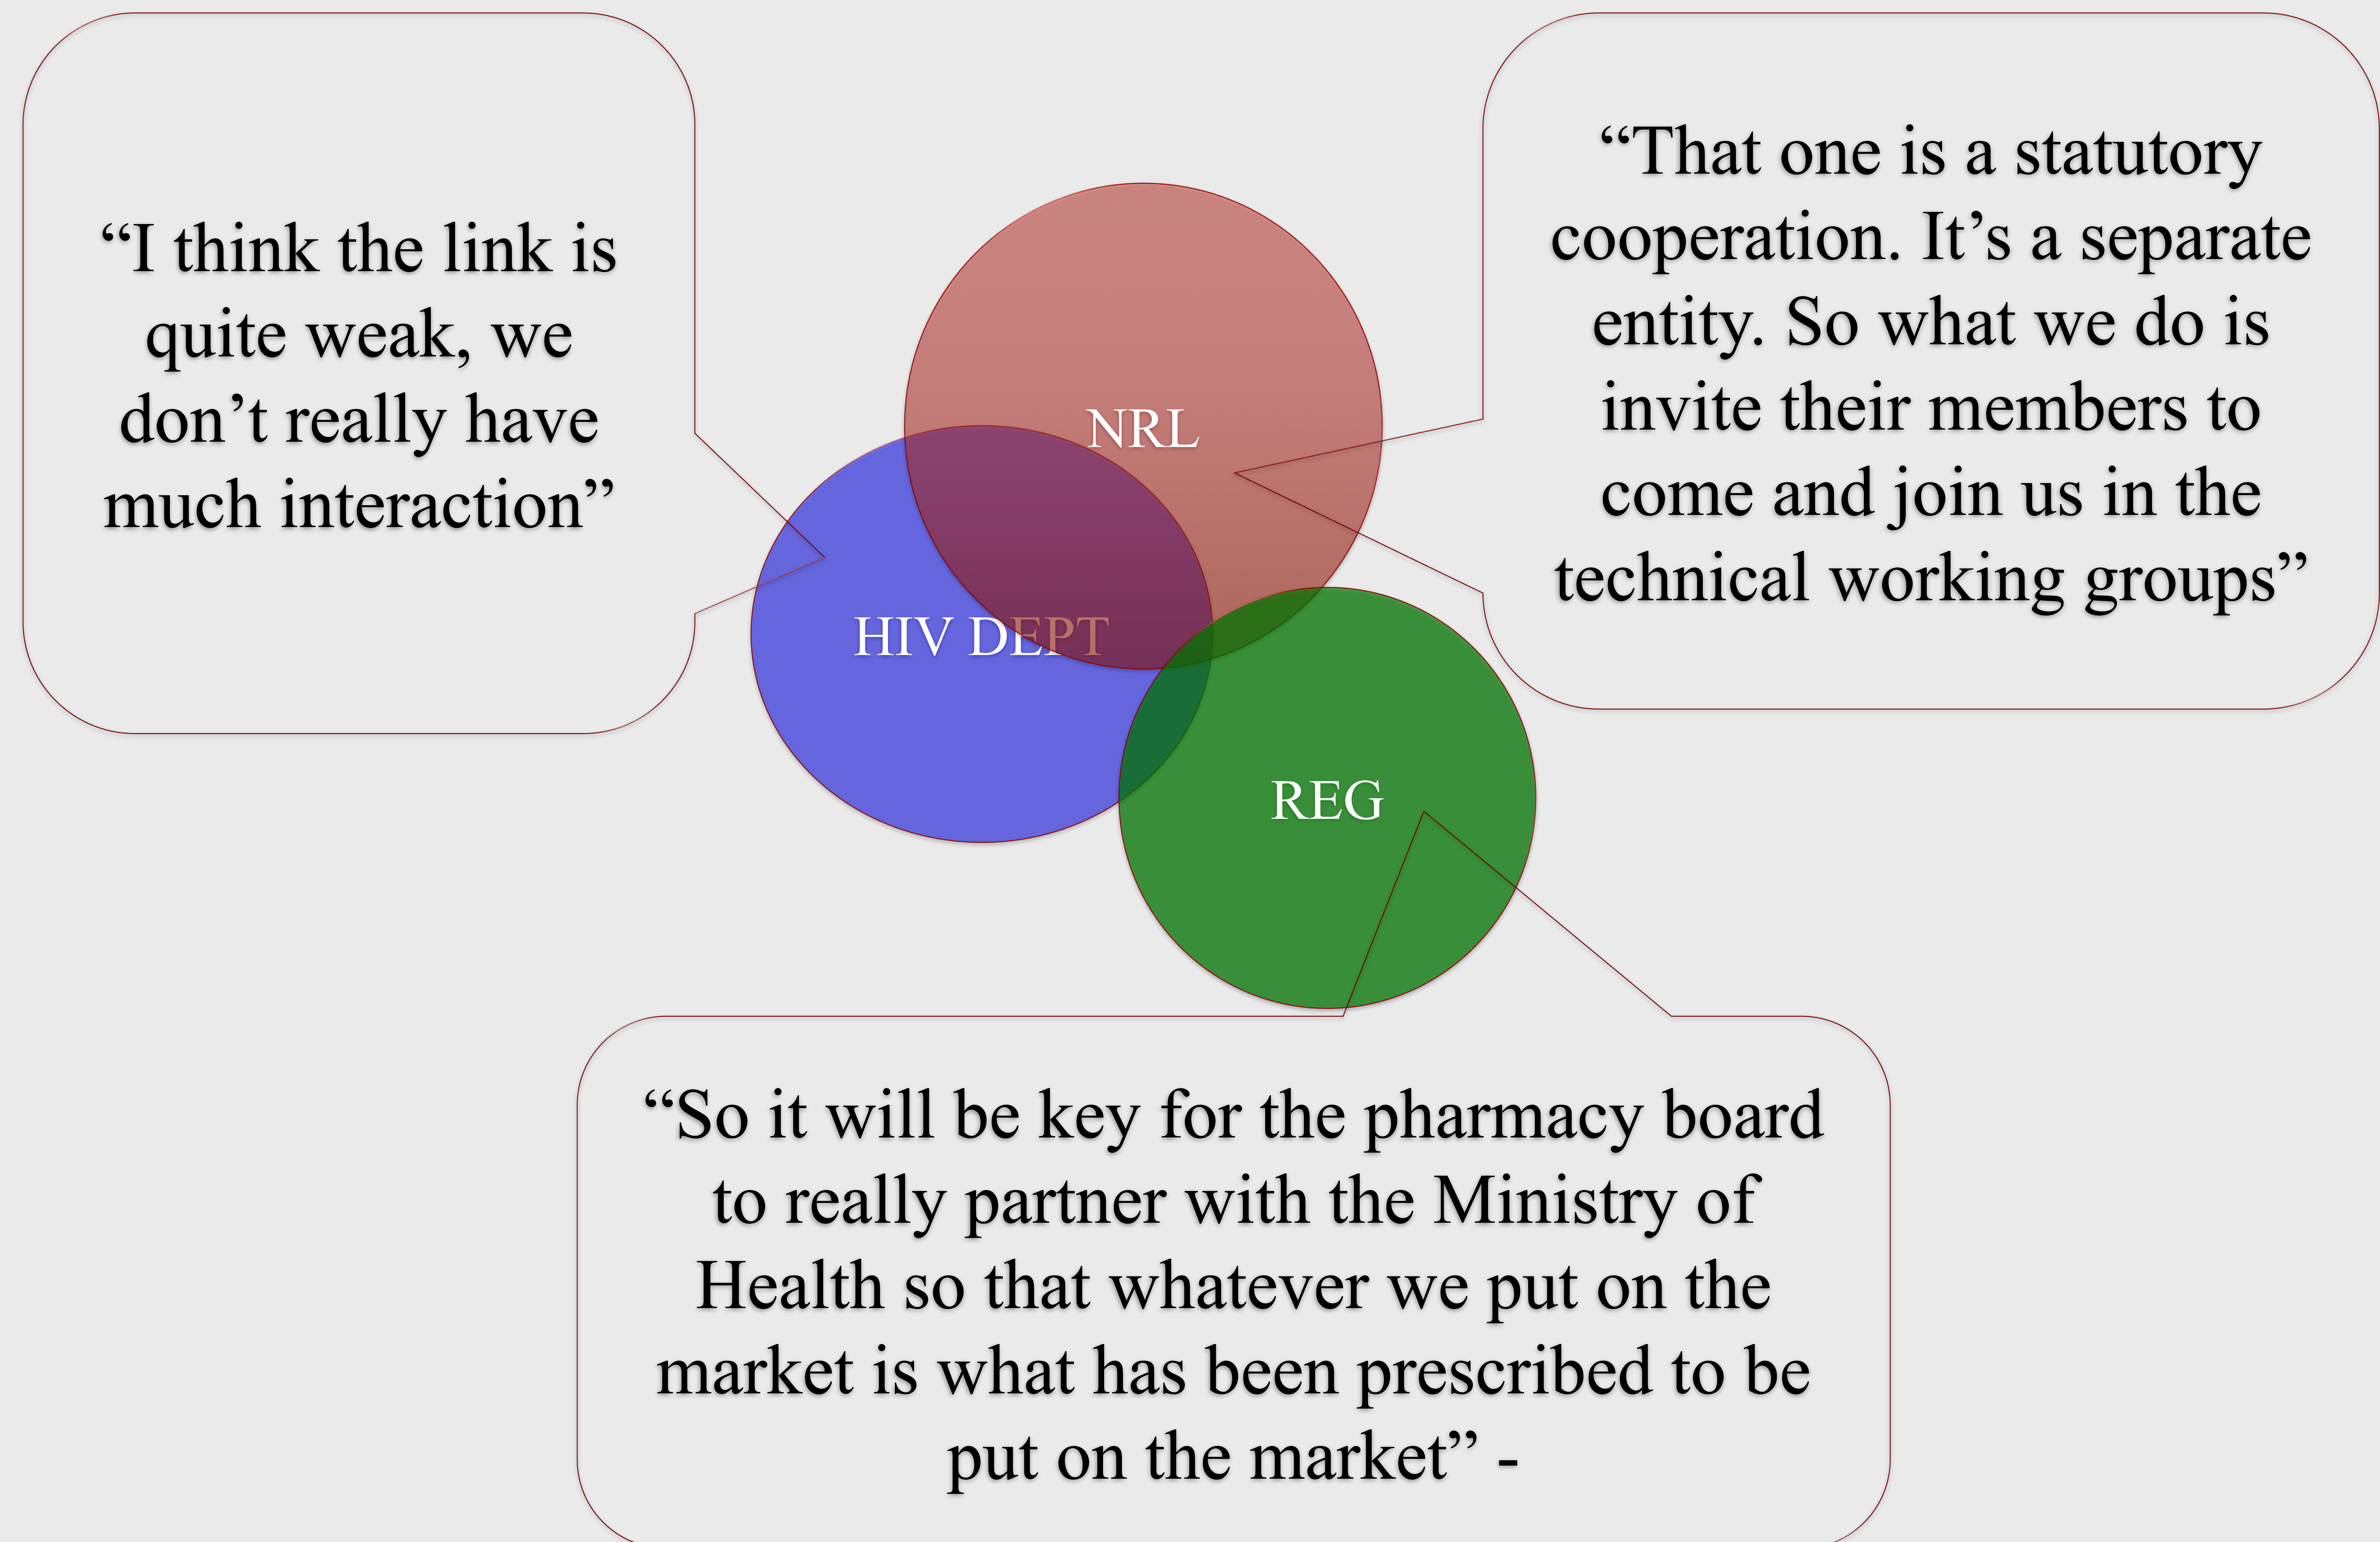 “I think the link is
quite weak, we
don’t really have
much interaction”
“That one is a statutory
cooperation. It’s a separate
entity. So what we do is
invite their members to
come and join us in the
technical working groups”
NRL
HIV DEPT
REG
“So it will be key for the pharmacy board
to really partner with the Ministry of
Health so that whatever we put on the
market is what has been prescribed to be
put on the market” -